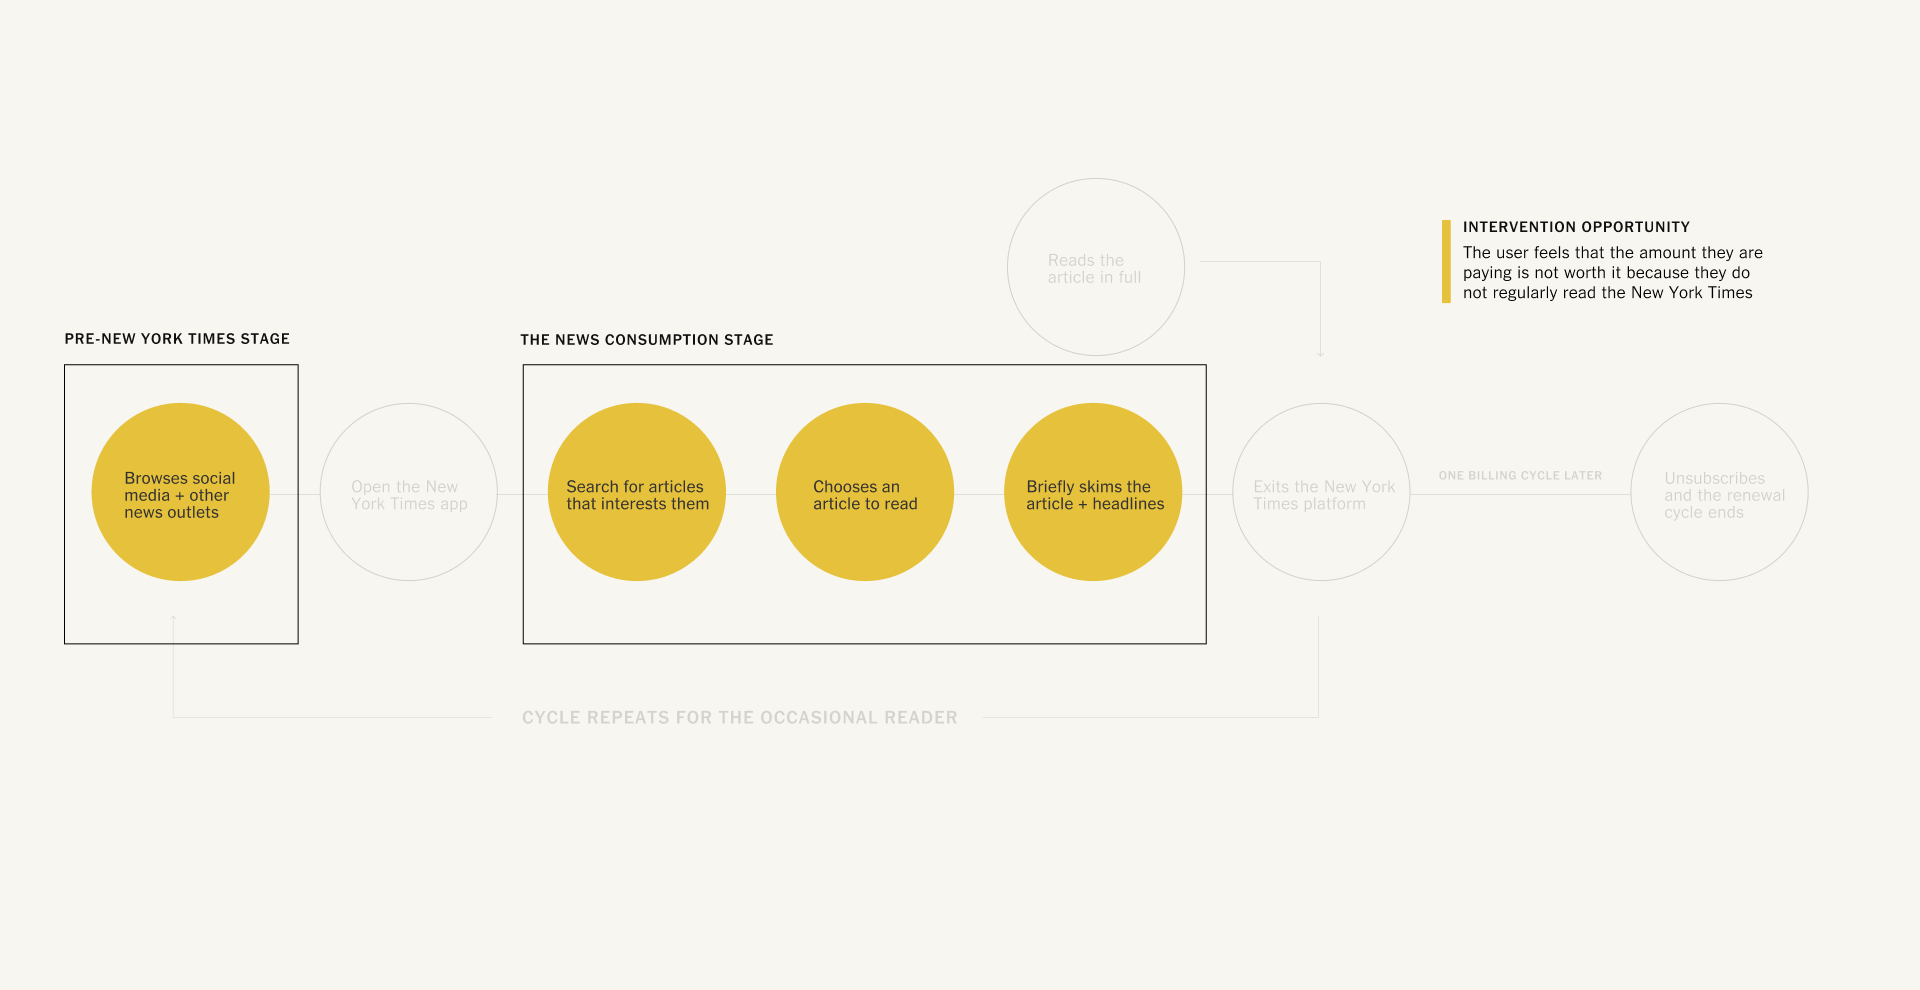 Reads the
article in full
INTERVENTION OPPORTUNITY
The user feels that the amount they are
paying is not worth it because they do
not regularly read the New York Times
PRE-NEW YORK TIMES STAGE
THE NEWS CONSUMPTION STAGE
Browses social
media + other
news outlets
Open the New
York Times app
Search for articles
that interests them
Chooses an
article to read
Briefly skims the
article + headlines
Exits the New York
Times platform
ONE BILLING CYCLE LATER
Unsubscribes
and the renewal
cycle ends
CYCLE REPEATS FOR THE OCCASIONAL READER